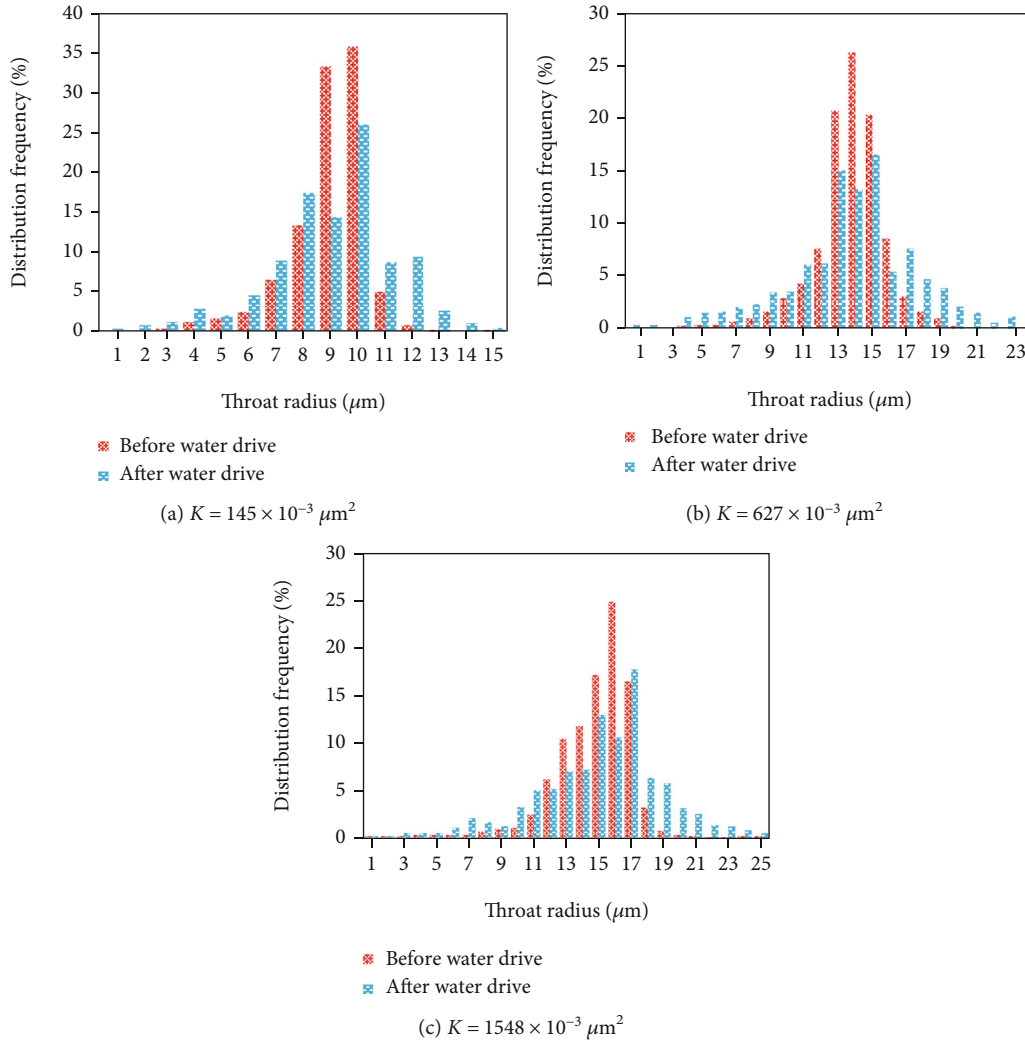 40
35
30
25
20
15
10
5
0
Distribution frequency (%)
1 2 3 4 5 6 7 8 9 10 11 12 13 14 15
Throat radius (μm)
Before water drive
After water drive
(a) K = 145 × 10⁻³ μm²
30
25
20
15
10
5
0
Distribution frequency (%)
1 3 5 7 9 11 13 15 17 19 21 23
Throat radius (μm)
Before water drive
After water drive
(b) K = 627 × 10⁻³ μm²
30
25
20
15
10
5
0
Distribution frequency (%)
1 3 5 7 9 11 13 15 17 19 21 23 25
Throat radius (μm)
Before water drive
After water drive
(c) K = 1548 × 10⁻³ μm²